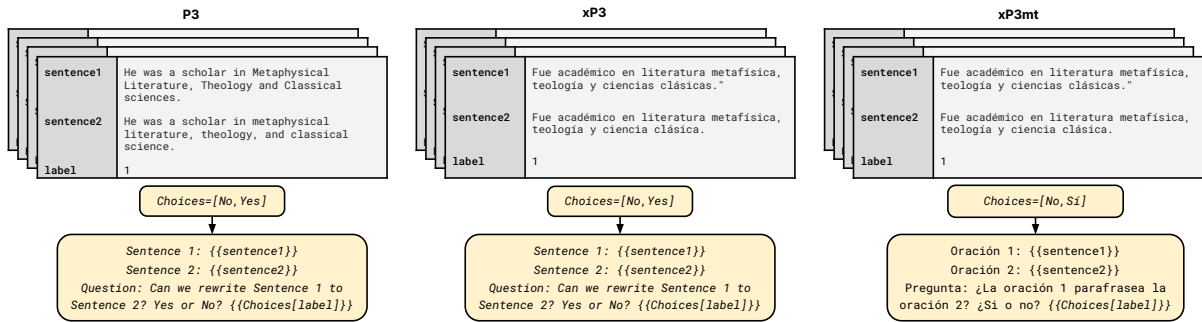 P3
sentence1
He was a scholar in Metaphysical
Literature, Theology and Classical
sciences.
sentence2
He was a scholar in metaphysical
literature, theology, and classical
science.
label
1
Choices=[No,Yes]
Sentence 1: {{sentence1}}
Sentence 2: {{sentence2}}
Question: Can we rewrite Sentence 1 to
Sentence 2? Yes or No? {{Choices[label]}}
xP3
sentence1
Fue académico en literatura metafísica,
teología y ciencias clásicas."
sentence2
Fue académico en literatura metafísica,
teología y ciencia clásica.
label
1
Choices=[No,Yes]
Sentence 1: {{sentence1}}
Sentence 2: {{sentence2}}
Question: Can we rewrite Sentence 1 to
Sentence 2? Yes or No? {{Choices[label]}}
xP3mt
sentence1
Fue académico en literatura metafísica,
teología y ciencias clásicas."
sentence2
Fue académico en literatura metafísica,
teología y ciencia clásica.
label
1
Choices=[No,Sí]
Oración 1: {{sentence1}}
Oración 2: {{sentence2}}
Pregunta: ¿La oración 1 parafrasea la
oración 2? ¿Si o no? {{Choices[label]}}